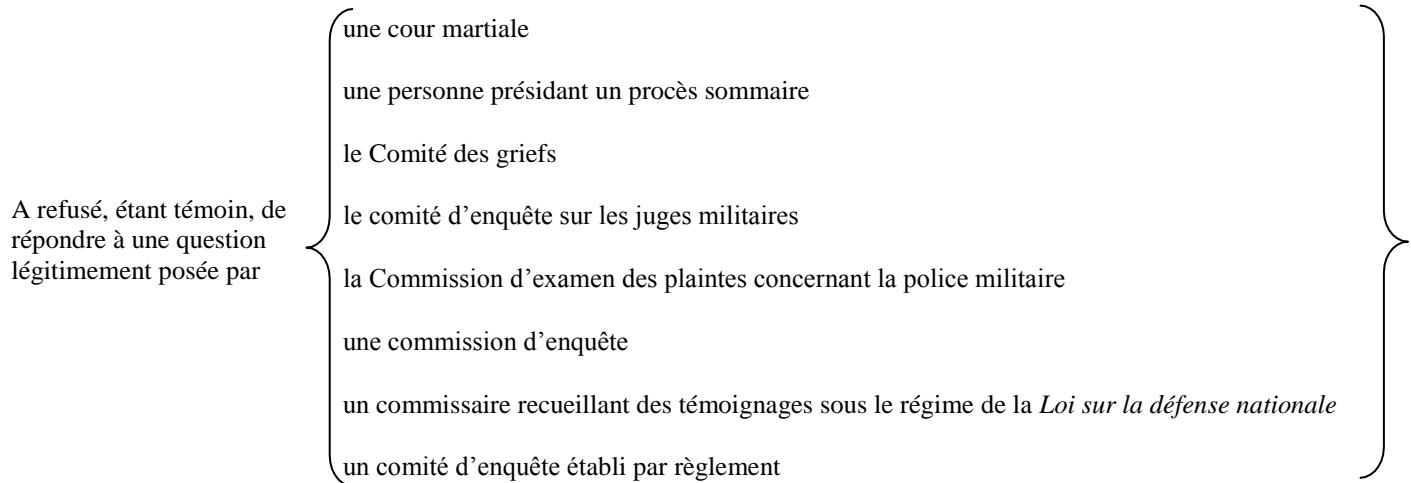 A refusé, étant témoin, de
répondre à une question
légitimement posée par
une cour martiale
une personne présidant un procès sommaire
le Comité des griefs
le comité d’enquête sur les juges militaires
la Commission d’examen des plaintes concernant la police militaire
une commission d’enquête
un commissaire recueillant des témoignages sous le régime de la Loi sur la défense nationale
un comité d’enquête établi par règlement